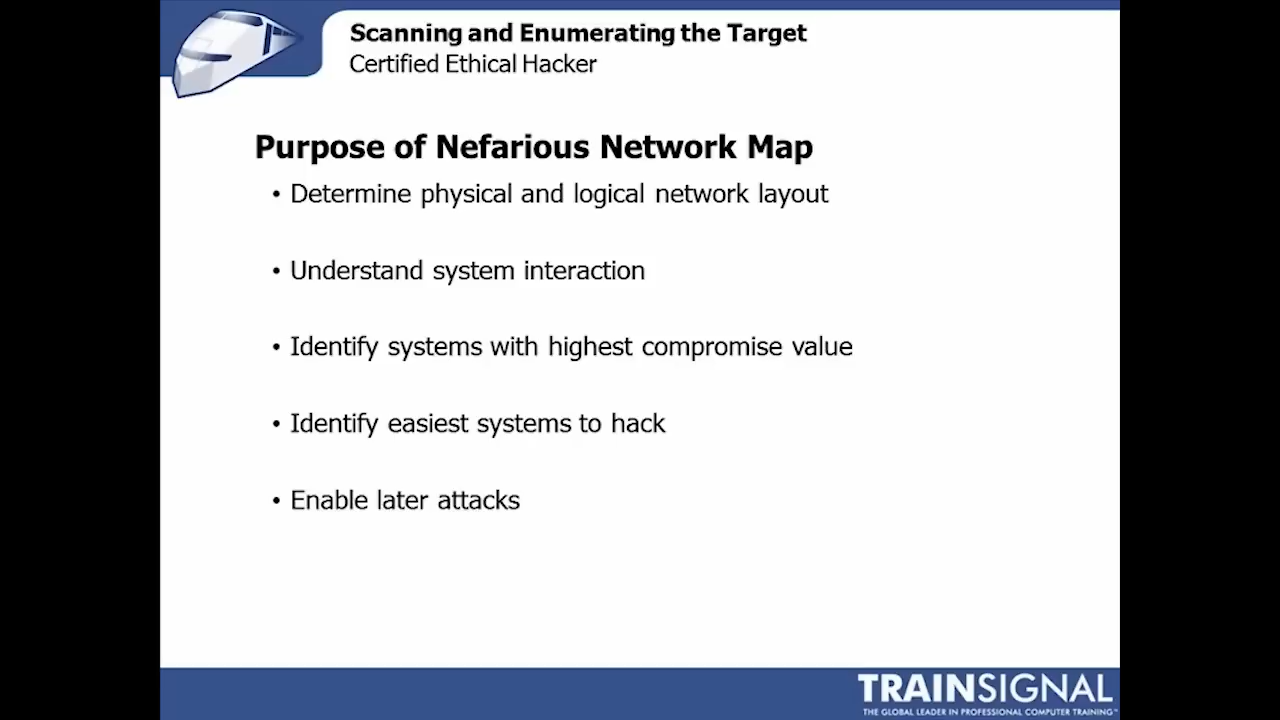 Scanning and Enumerating the Target
Certified Ethical Hacker
Purpose of Nefarious Network Map
• Determine physical and logical network layout
• Understand system interaction
• Identify systems with highest compromise value
• Identify easiest systems to hack
• Enable later attacks
TRAINSIGNAL
THE GLOBAL LEADER IN PROFESSIONAL COMPUTER TRAINING™